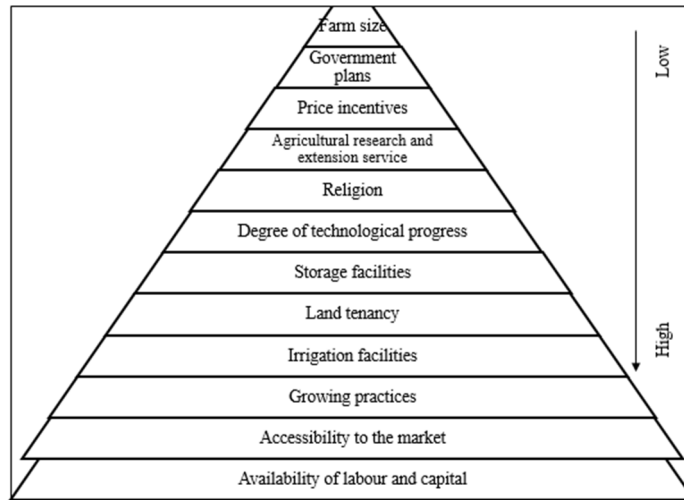 Farm size
Government
plans
Price incentives
Agricultural research and
extension service
Religion
Degree of technological progress
Storage facilities
Land tenancy
Irrigation facilities
Growing practices
Accessibility to the market
Availability of labour and capital
Low
High